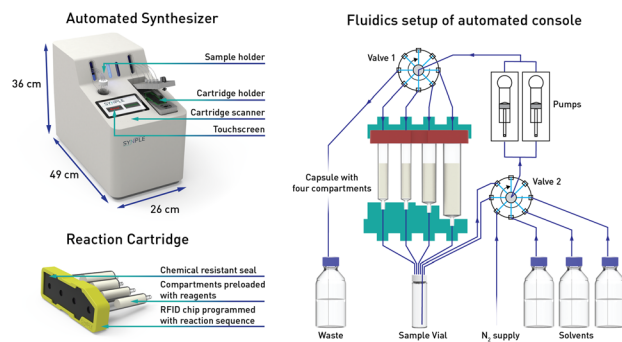 Automated Synthesizer
Sample holder
Cartridge holder
Cartridge scanner
Touchscreen
36 cm
49 cm
26 cm
SYNPLE
SYNPLE
Reaction Cartridge
Chemical resistant seal
Compartments preloaded
with reagents
RFID chip programmed
with reaction sequence
Fluidics setup of automated console
Valve 1
Pumps
Capsule with
four compartments
Valve 2
Waste
Sample Vial
N₂ supply
Solvents